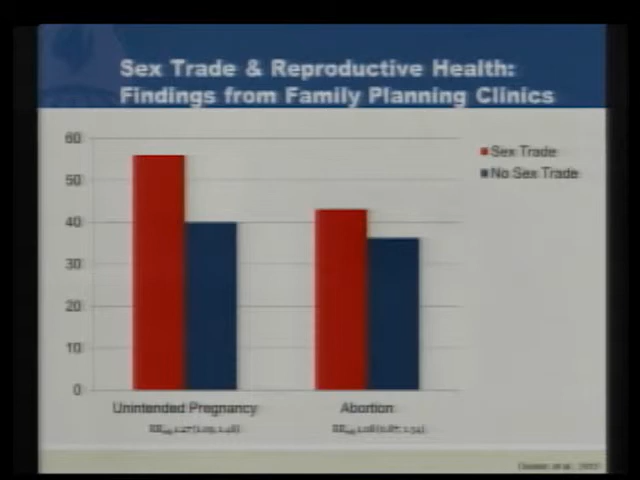 Sex Trade & Reproductive Health:
Findings from Family Planning Clinics
60
50
40
30
20
10
0
Sex Trade
No Sex Trade
Unintended Pregnancy
Abortion